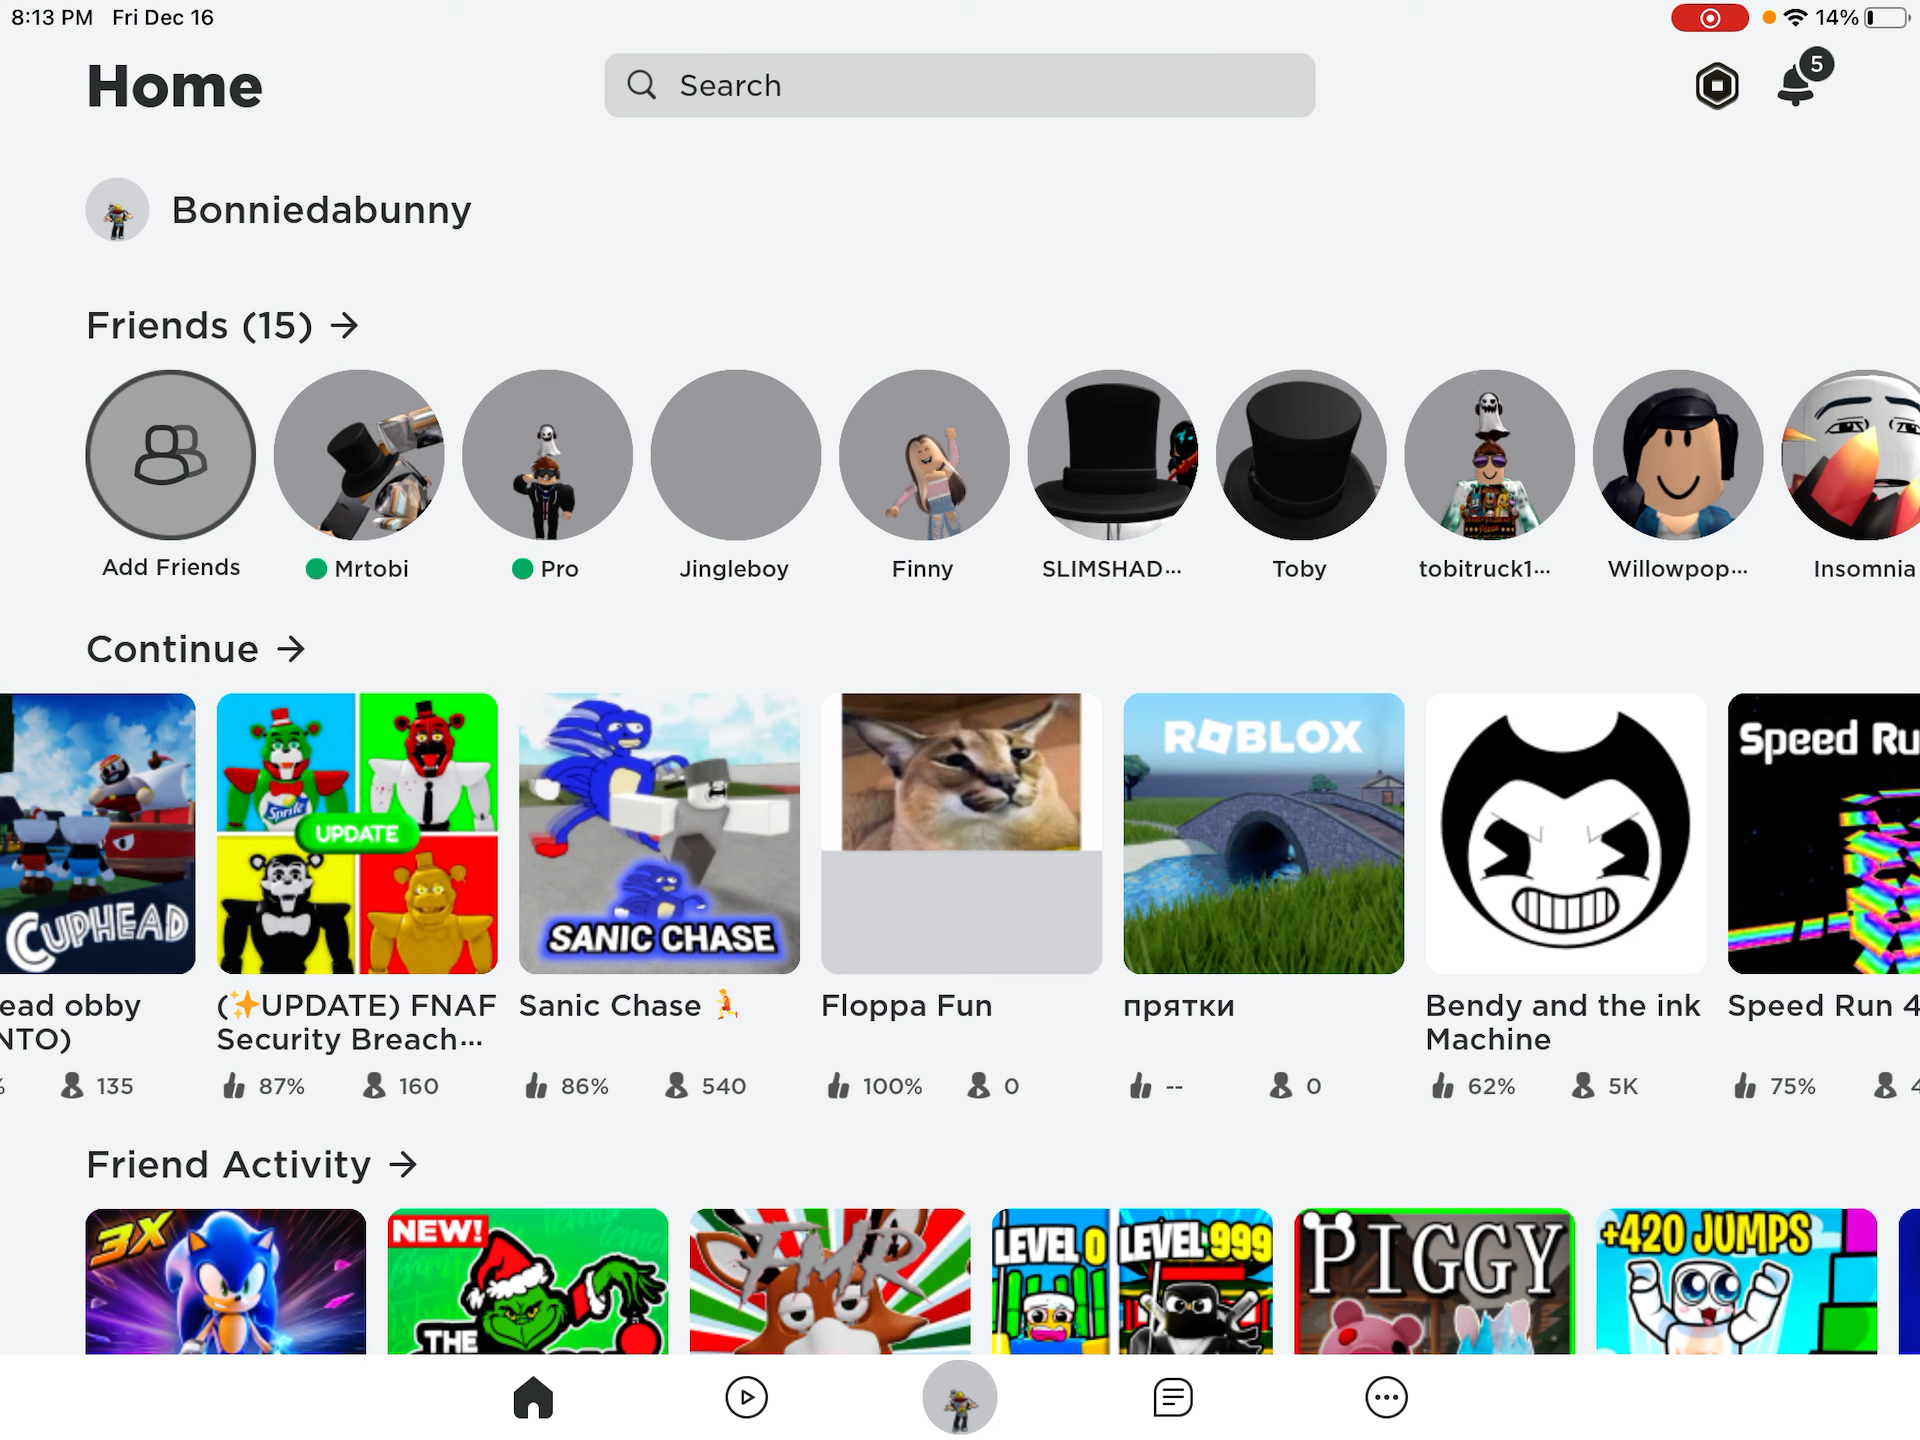 8:13 PM Fri Dec 16
14%
Home
Search
5
Bonniedabunny
Friends (15) →
Add Friends
Mrtobi
Pro
Jingleboy
Finny
SLIMSHAD...
Toby
tobitruck1...
Willowpop...
Insomnia
Continue →
CUPHEAD
Sprite
UPDATE
SANIC CHASE
ROBLOX
Speed Ru
ead obby
NTO)
(✨UPDATE) FNAF
Security Breach...
Sanic Chase 🏃
Floppa Fun
прятки
Bendy and the ink
Machine
Speed Run 4
% 135
87% 160
86% 540
100% 0
-- 0
62% 5K
75% 4
Friend Activity →
3X
NEW!
THE
FMR
LEVEL 0
LEVEL 999
PIGGY
+420 JUMPS